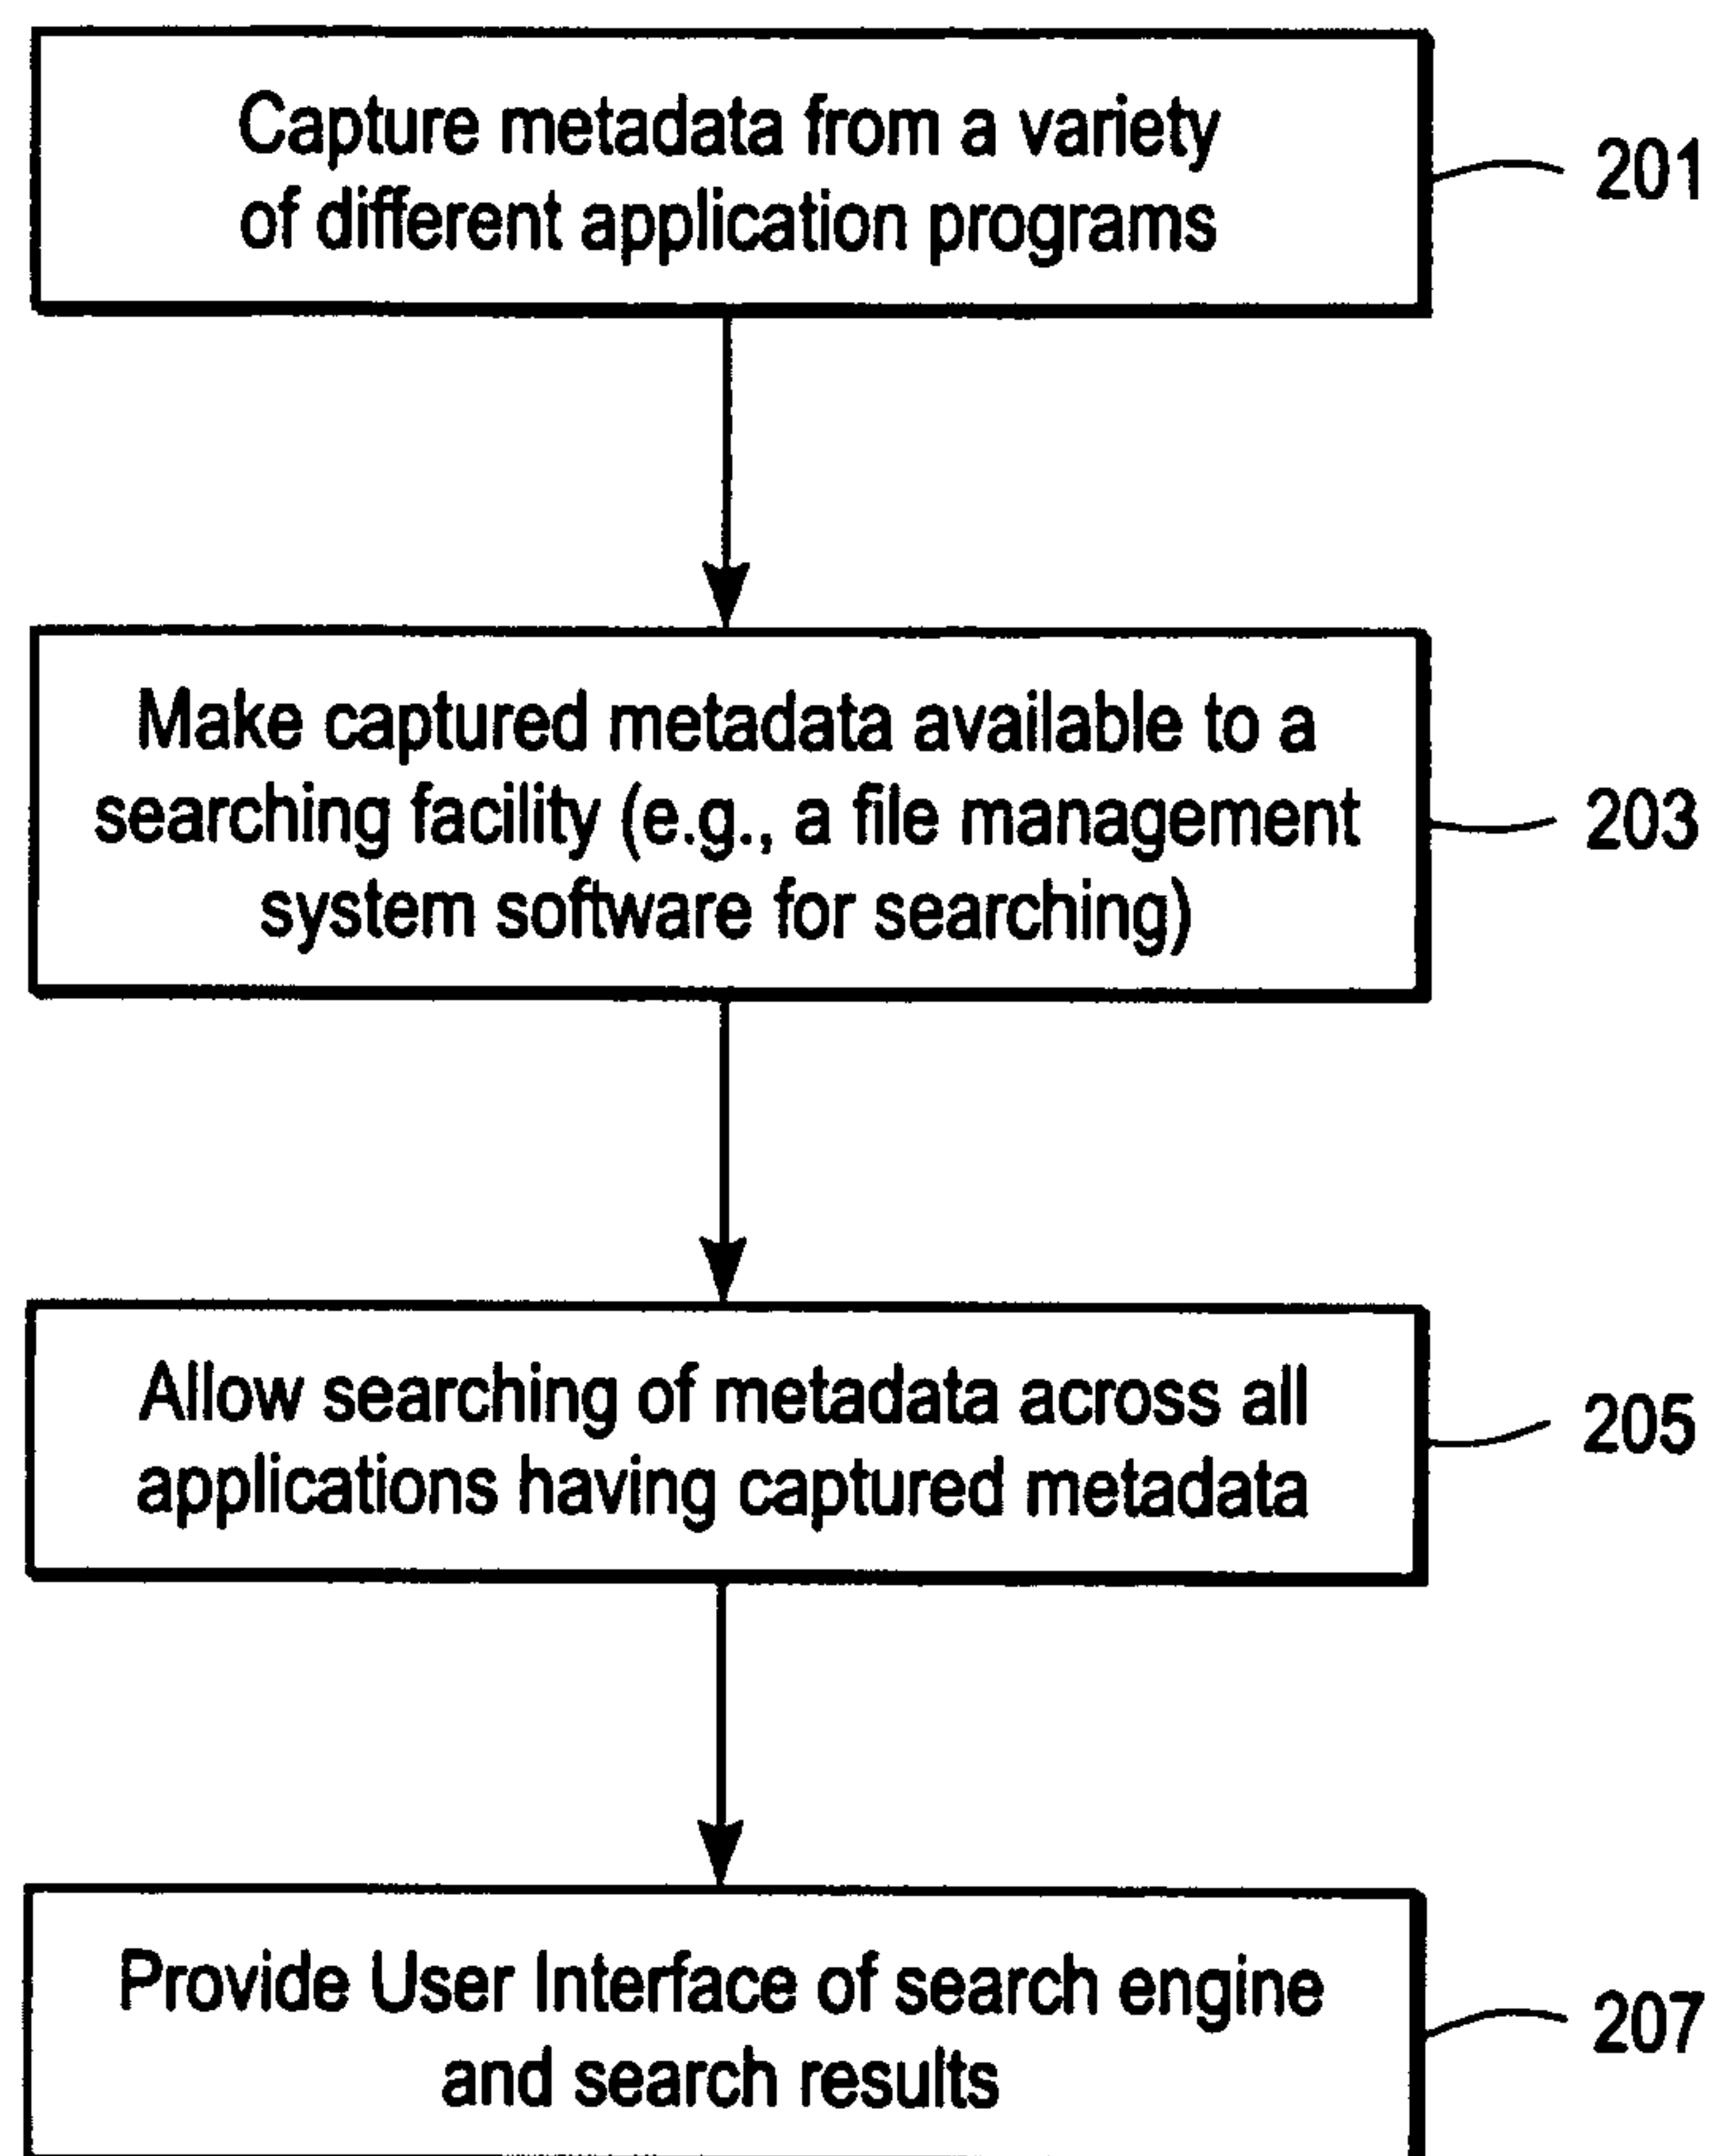 Capture metadata from a variety
of different application programs
201
Make captured metadata available to a
searching facility (e.g., a file management
system software for searching)
203
Allow searching of metadata across all
applications having captured metadata
205
Provide User Interface of search engine
and search results
207